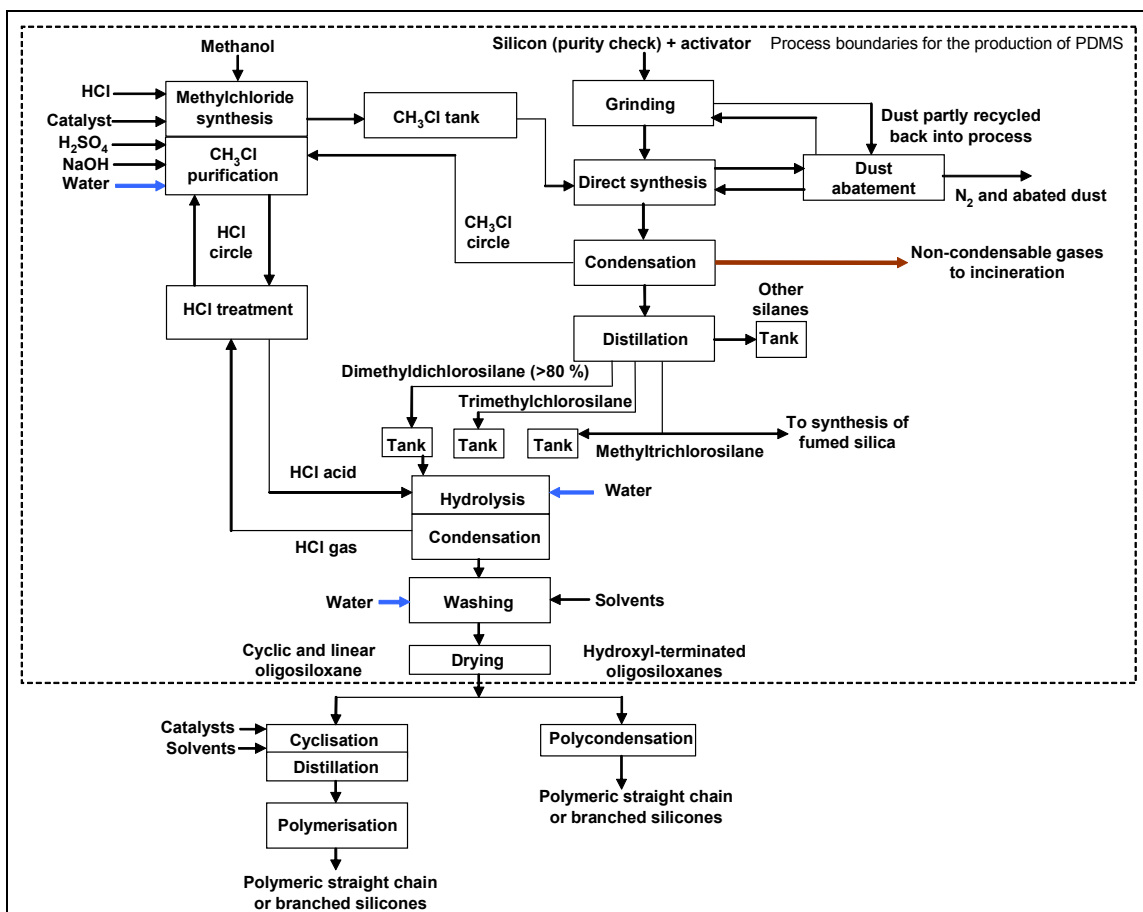 Methanol
Silicon (purity check) + activator
Process boundaries for the production of PDMS
HCl
Catalyst
H₂SO₄
NaOH
Water
Methylchloride
synthesis
CH₃Cl
purification
CH₃Cl tank
Grinding
Dust partly recycled
back into process
Direct synthesis
Dust
abatement
N₂ and abated dust
HCl
circle
CH₃Cl
circle
Condensation
Non-condensable gases
to incineration
HCl treatment
Other
silanes
Distillation
Tank
Dimethyldichlorosilane (>80 %)
Trimethylchlorosilane
Tank
Tank
Tank
Methyltrichlorosilane
To synthesis of
fumed silica
HCl acid
Hydrolysis
Water
Condensation
HCl gas
Water
Washing
Solvents
Cyclic and linear
oligosiloxane
Drying
Hydroxyl-terminated
oligosiloxanes
Catalysts
Solvents
Cyclisation
Distillation
Polycondensation
Polymerisation
Polymeric straight chain
or branched silicones
Polymeric straight chain
or branched silicones